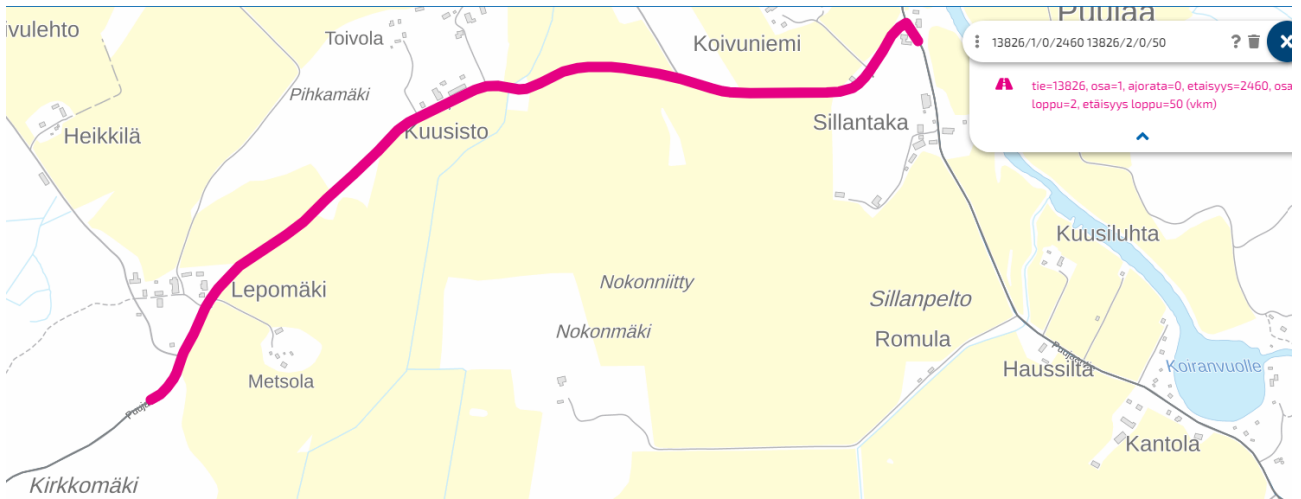 ivulehto
Toivola
Koivuniemi
Puulaa
13826/1/0/2460 13826/2/0/50
?
tie=13826, osa=1, ajorata=0, etaisyys=2460, osa
loppu=2, etäisyys loppu=50 (vkm)
Pihkamäki
Heikkilä
Kuusisto
Sillantaka
Kuusiluhta
Lepomäki
Nokonniitty
Sillanpelto
Nokonmäki
Romula
Metsola
Haussilta
Koiranvuolle
Kantola
Kirkkomäki